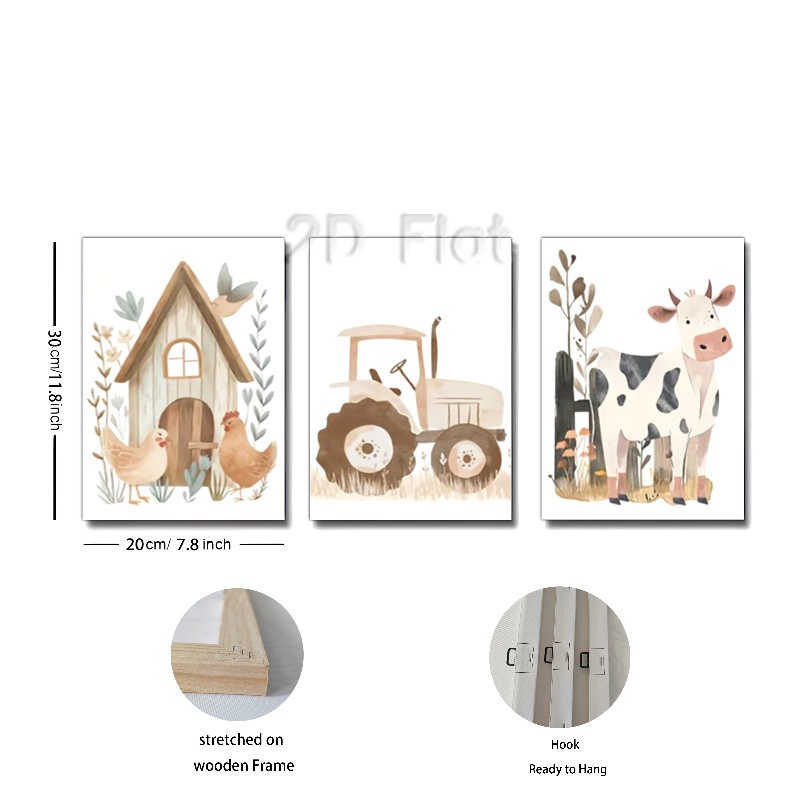 2D Flat
30cm/11.8inch
20cm/ 7.8 inch
stretched on
wooden Frame
Hook
Ready to Hang